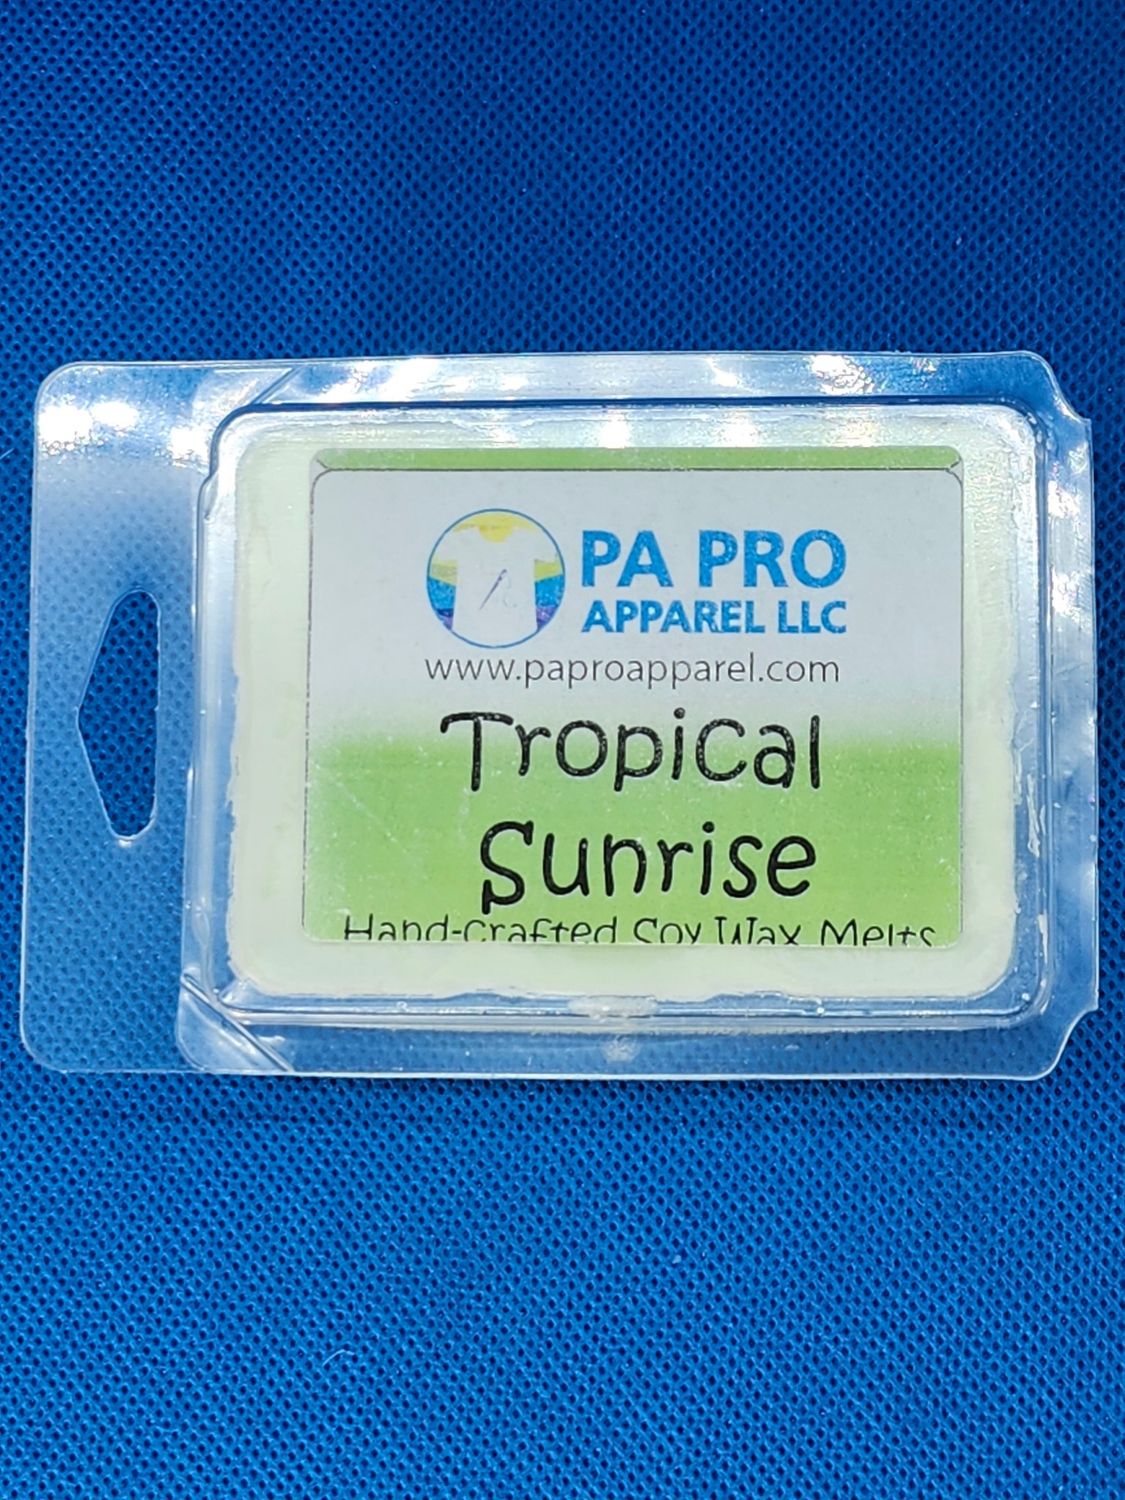 PA PRO
APPAREL LLC
www.paproapparel.com
Tropical
Sunrise
Hand-Crafted Soy Wax Melts